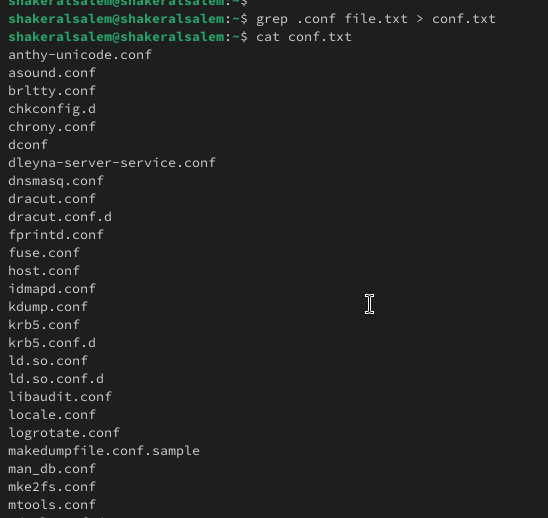 shakeralsalem@shakeralsalem:~$
shakeralsalem@shakeralsalem:~$ grep .conf file.txt > conf.txt
shakeralsalem@shakeralsalem:~$ cat conf.txt
anthy-unicode.conf
asound.conf
brltty.conf
chkconfig.d
chrony.conf
dconf
dleyna-server-service.conf
dnsmasq.conf
dracut.conf
dracut.conf.d
fprintd.conf
fuse.conf
host.conf
idmapd.conf
kdump.conf
krb5.conf
krb5.conf.d
ld.so.conf
ld.so.conf.d
libaudit.conf
locale.conf
logrotate.conf
makedumpfile.conf.sample
man_db.conf
mke2fs.conf
mtools.conf